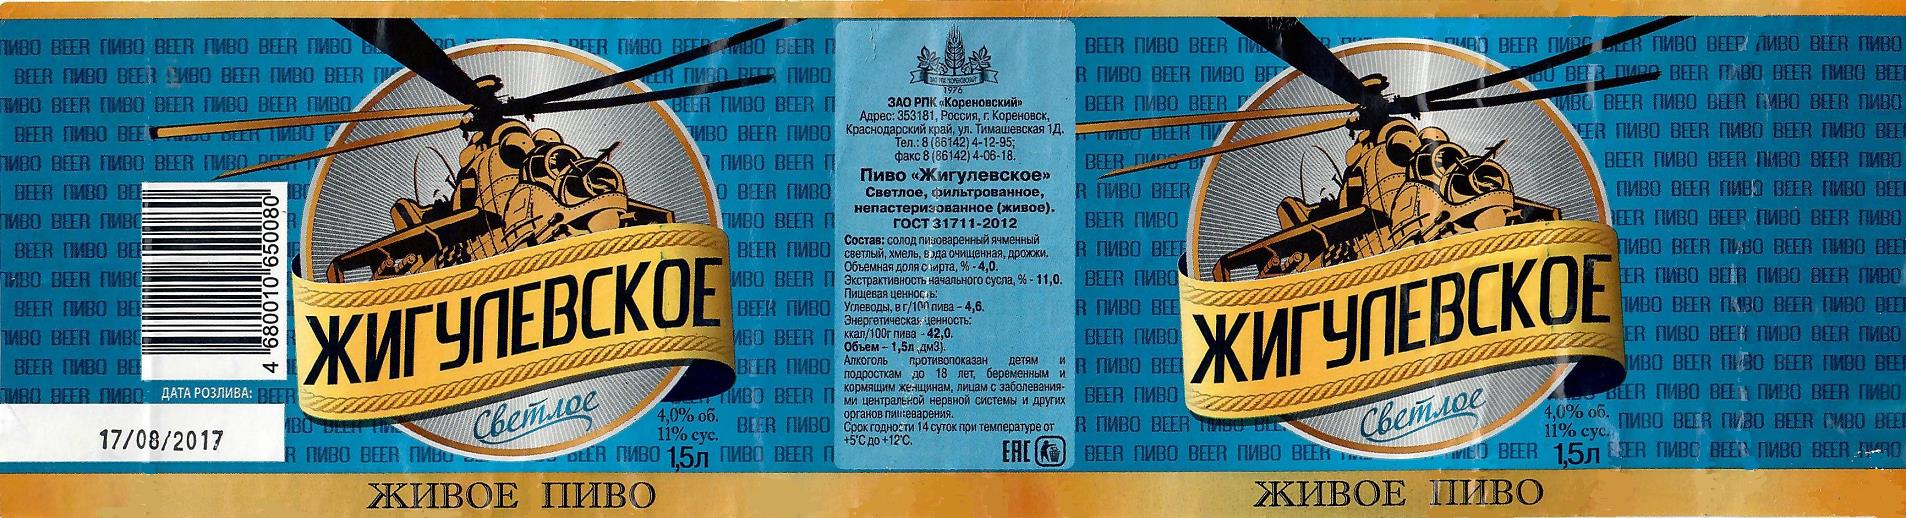 4 680010 650080
ДАТА РОЗЛИВА:
17/08/2017
ЖИГУЛЕВСКОЕ
Светлое
4,0% об.
11% сус.
1,5л
ЖИВОЕ ПИВО
ЗАО РПК "КОРЕНОВСКИЙ"
1976
ЗАО РПК «Кореновский»
Адрес: 353181, Россия, г. Кореновск,
Краснодарский край, ул. Тимашевская 1Д.
Тел.: 8 (86142) 4-12-95;
факс 8 (86142) 4-06-18.
Пиво «Жигулевское»
Светлое, фильтрованное,
непастеризованное (живое).
ГОСТ 31711-2012
Состав: солод пивоваренный ячменный
светлый, хмель, вода очищенная, дрожжи.
Объемная доля спирта, % - 4,0.
Экстрактивность начального сусла, % - 11,0.
Пищевая ценность:
Углеводы, в г/100 пива – 4,6.
Энергетическая ценность:
ккал/100г пива - 42,0.
Объем – 1,5л (дм3).
Алкоголь противопоказан детям и
подросткам до 18 лет, беременным и
кормящим женщинам, лицам с заболевания-
ми центральной нервной системы и других
органов пищеварения.
Срок годности 14 суток при температуре от
+5°С до +12°С.
ЕАС
ЖИГУЛЕВСКОЕ
Светлое
4,0% об.
11% сус.
1,5л
ЖИВОЕ ПИВО
ПИВО BEER ПИВО BEER ПИВО BEER ПИВО